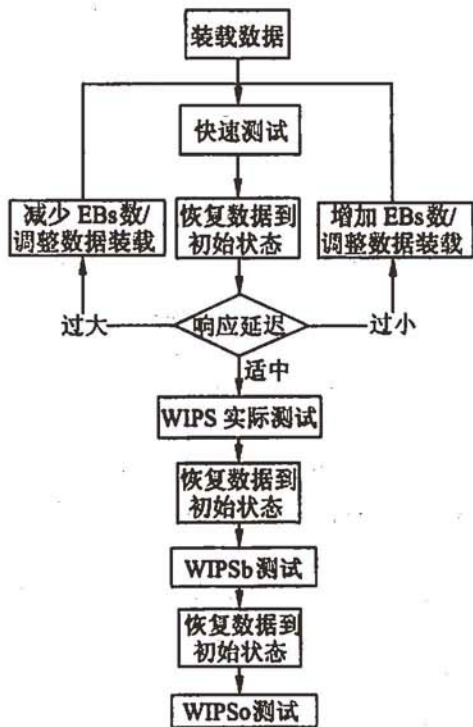 装载数据
快速测试
减少 EBs数/
调整数据装载
恢复数据到
初始状态
增加 EBs数/
调整数据装载
过大
响应延迟
过小
适中
WIPS 实际测试
恢复数据到
初始状态
WIPSb测试
恢复数据到
初始状态
WIPSo测试